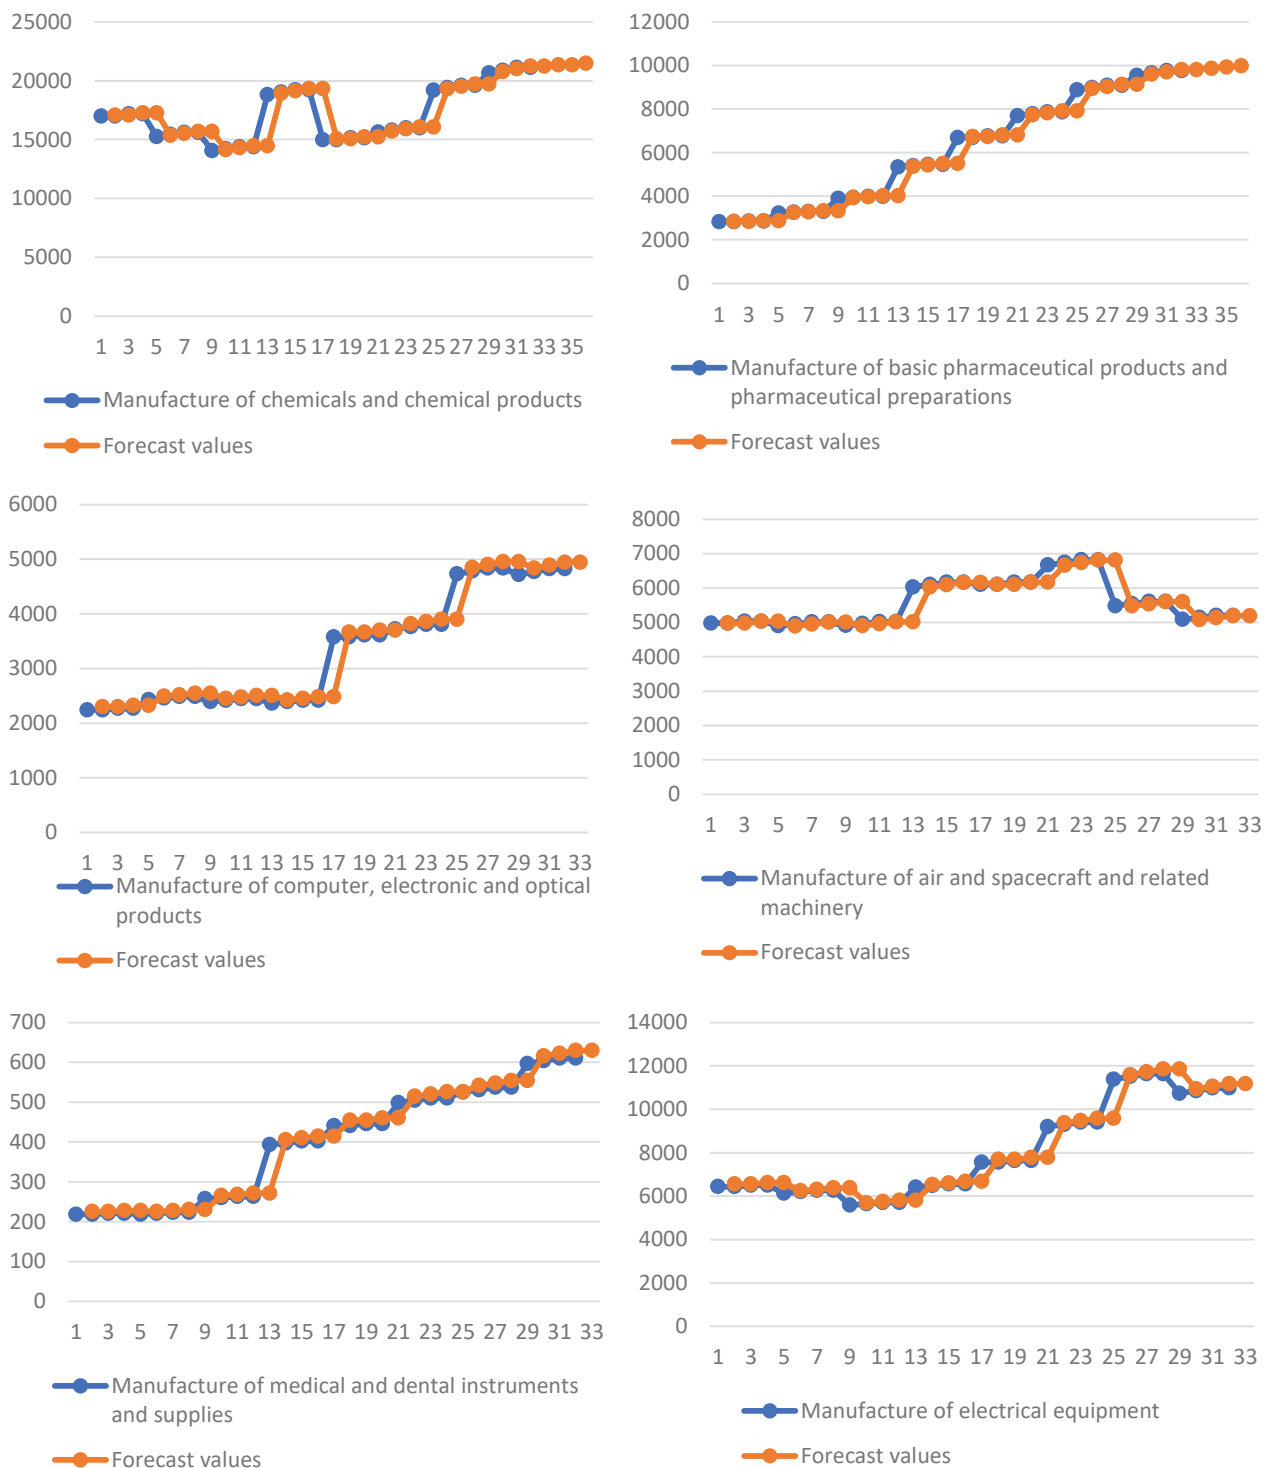 25000
20000
15000
10000
5000
0
1 3 5 7 9 11 13 15 17 19 21 23 25 27 29 31 33 35
Manufacture of chemicals and chemical products
Forecast values
12000
10000
8000
6000
4000
2000
0
1 3 5 7 9 11 13 15 17 19 21 23 25 27 29 31 33 35
Manufacture of basic pharmaceutical products and
pharmaceutical preparations
Forecast values
6000
5000
4000
3000
2000
1000
0
1 3 5 7 9 11 13 15 17 19 21 23 25 27 29 31 33
Manufacture of computer, electronic and optical
products
Forecast values
8000
7000
6000
5000
4000
3000
2000
1000
0
1 3 5 7 9 11 13 15 17 19 21 23 25 27 29 31 33
Manufacture of air and spacecraft and related
machinery
Forecast values
700
600
500
400
300
200
100
0
1 3 5 7 9 11 13 15 17 19 21 23 25 27 29 31 33
Manufacture of medical and dental instruments
and supplies
Forecast values
14000
12000
10000
8000
6000
4000
2000
0
1 3 5 7 9 11 13 15 17 19 21 23 25 27 29 31 33
Manufacture of electrical equipment
Forecast values